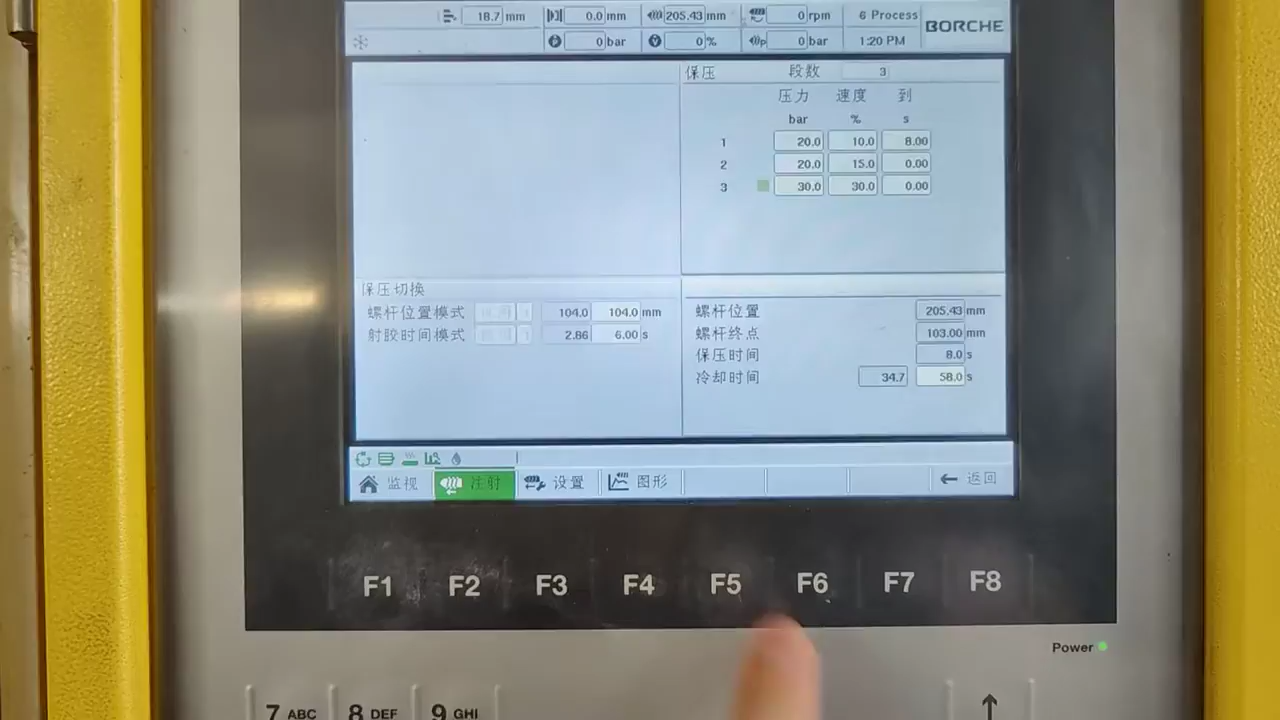 18.7 mm 0.0 mm 205.43 mm 0 rpm 6 Process BORCHE
0 bar 0 % 0 bar 1:20 PM
保压 段数 3
压力 速度 到
bar % s
1 20.0 10.0 8.00
2 20.0 15.0 0.00
3 30.0 30.0 0.00
保压切换
螺杆位置模式 104.0 104.0 mm
射胶时间模式 2.86 6.00 s
螺杆位置 205.43 mm
螺杆终点 103.00 mm
保压时间 8.0 s
冷却时间 34.7 58.0 s
监视 注射 设置 图形 返回
F1 F2 F3 F4 F5 F6 F7 F8
Power
7 ABC 8 DEF 9 GHI